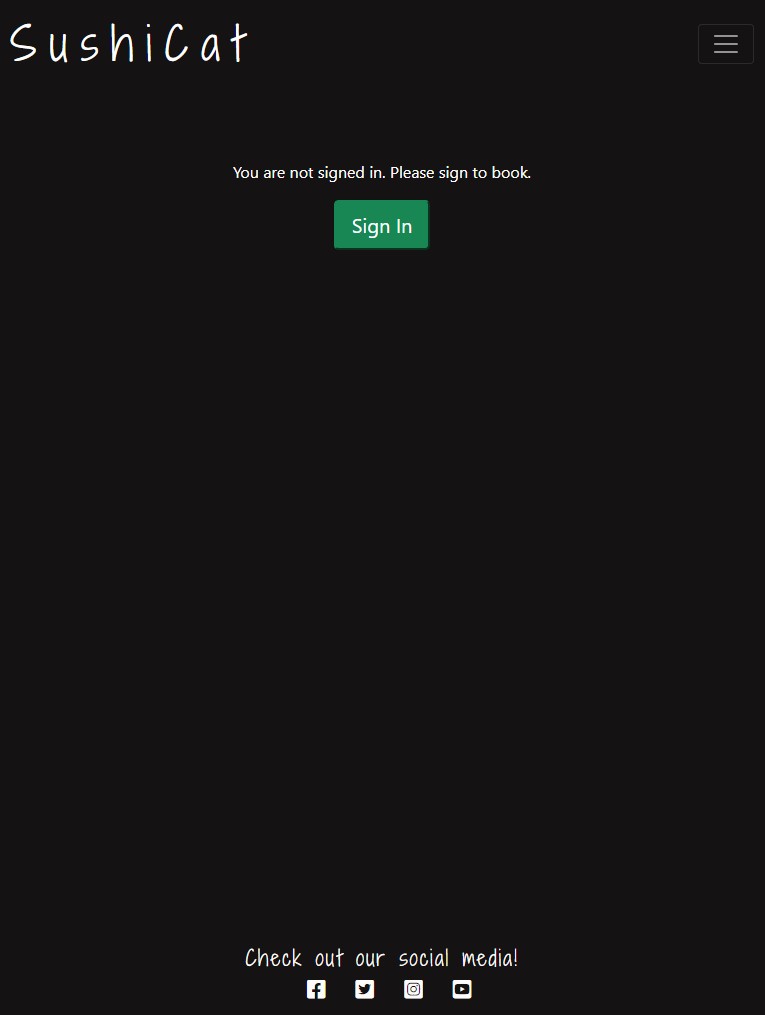 SushiCat
You are not signed in. Please sign to book.
Sign In
Check out our social media!